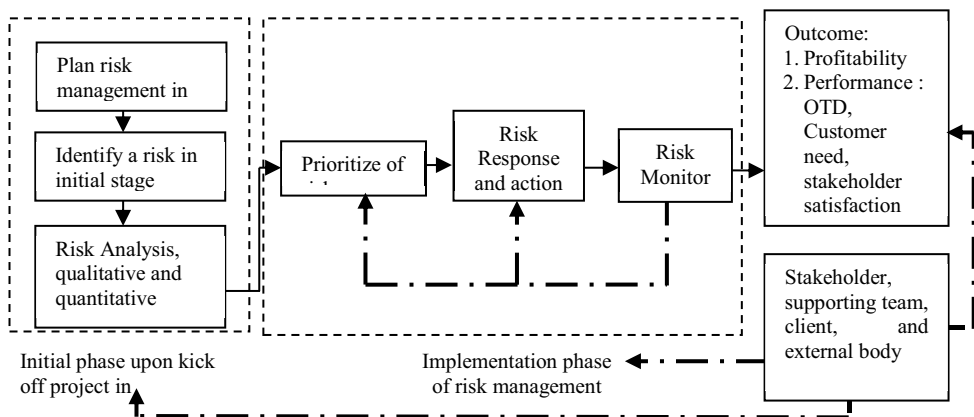 Plan risk
management in
Identify a risk in
initial stage
Risk Analysis,
qualitative and
quantitative
Initial phase upon kick
off project in
Prioritize of
Risk
Response
and action
Risk
Monitor
Implementation phase
of risk management
Outcome:
1. Profitability
2. Performance :
OTD,
Customer
need,
stakeholder
satisfaction
Stakeholder,
supporting team,
client, and
external body